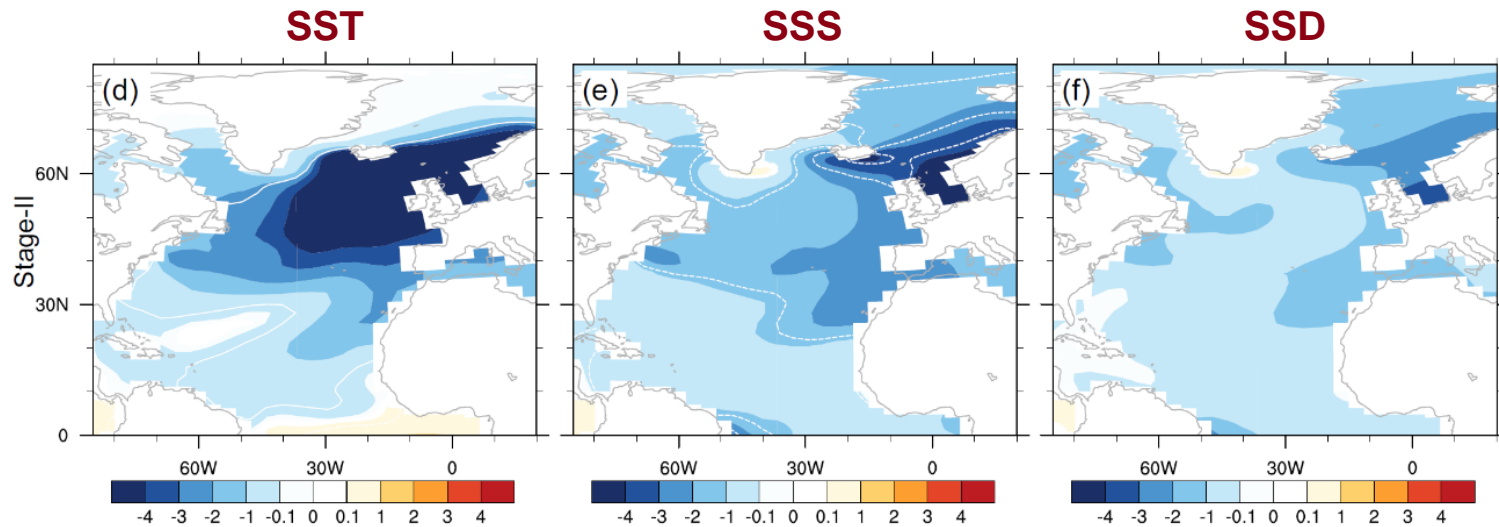 SST SSS SSD
(d) (e) (f)
Stage-II
60N
30N
0
60W 30W 0 60W 30W 0 60W 30W 0
-4 -3 -2 -1 -0.1 0 0.1 1 2 3 4 -4 -3 -2 -1 -0.1 0 0.1 1 2 3 4 -4 -3 -2 -1 -0.1 0 0.1 1 2 3 4